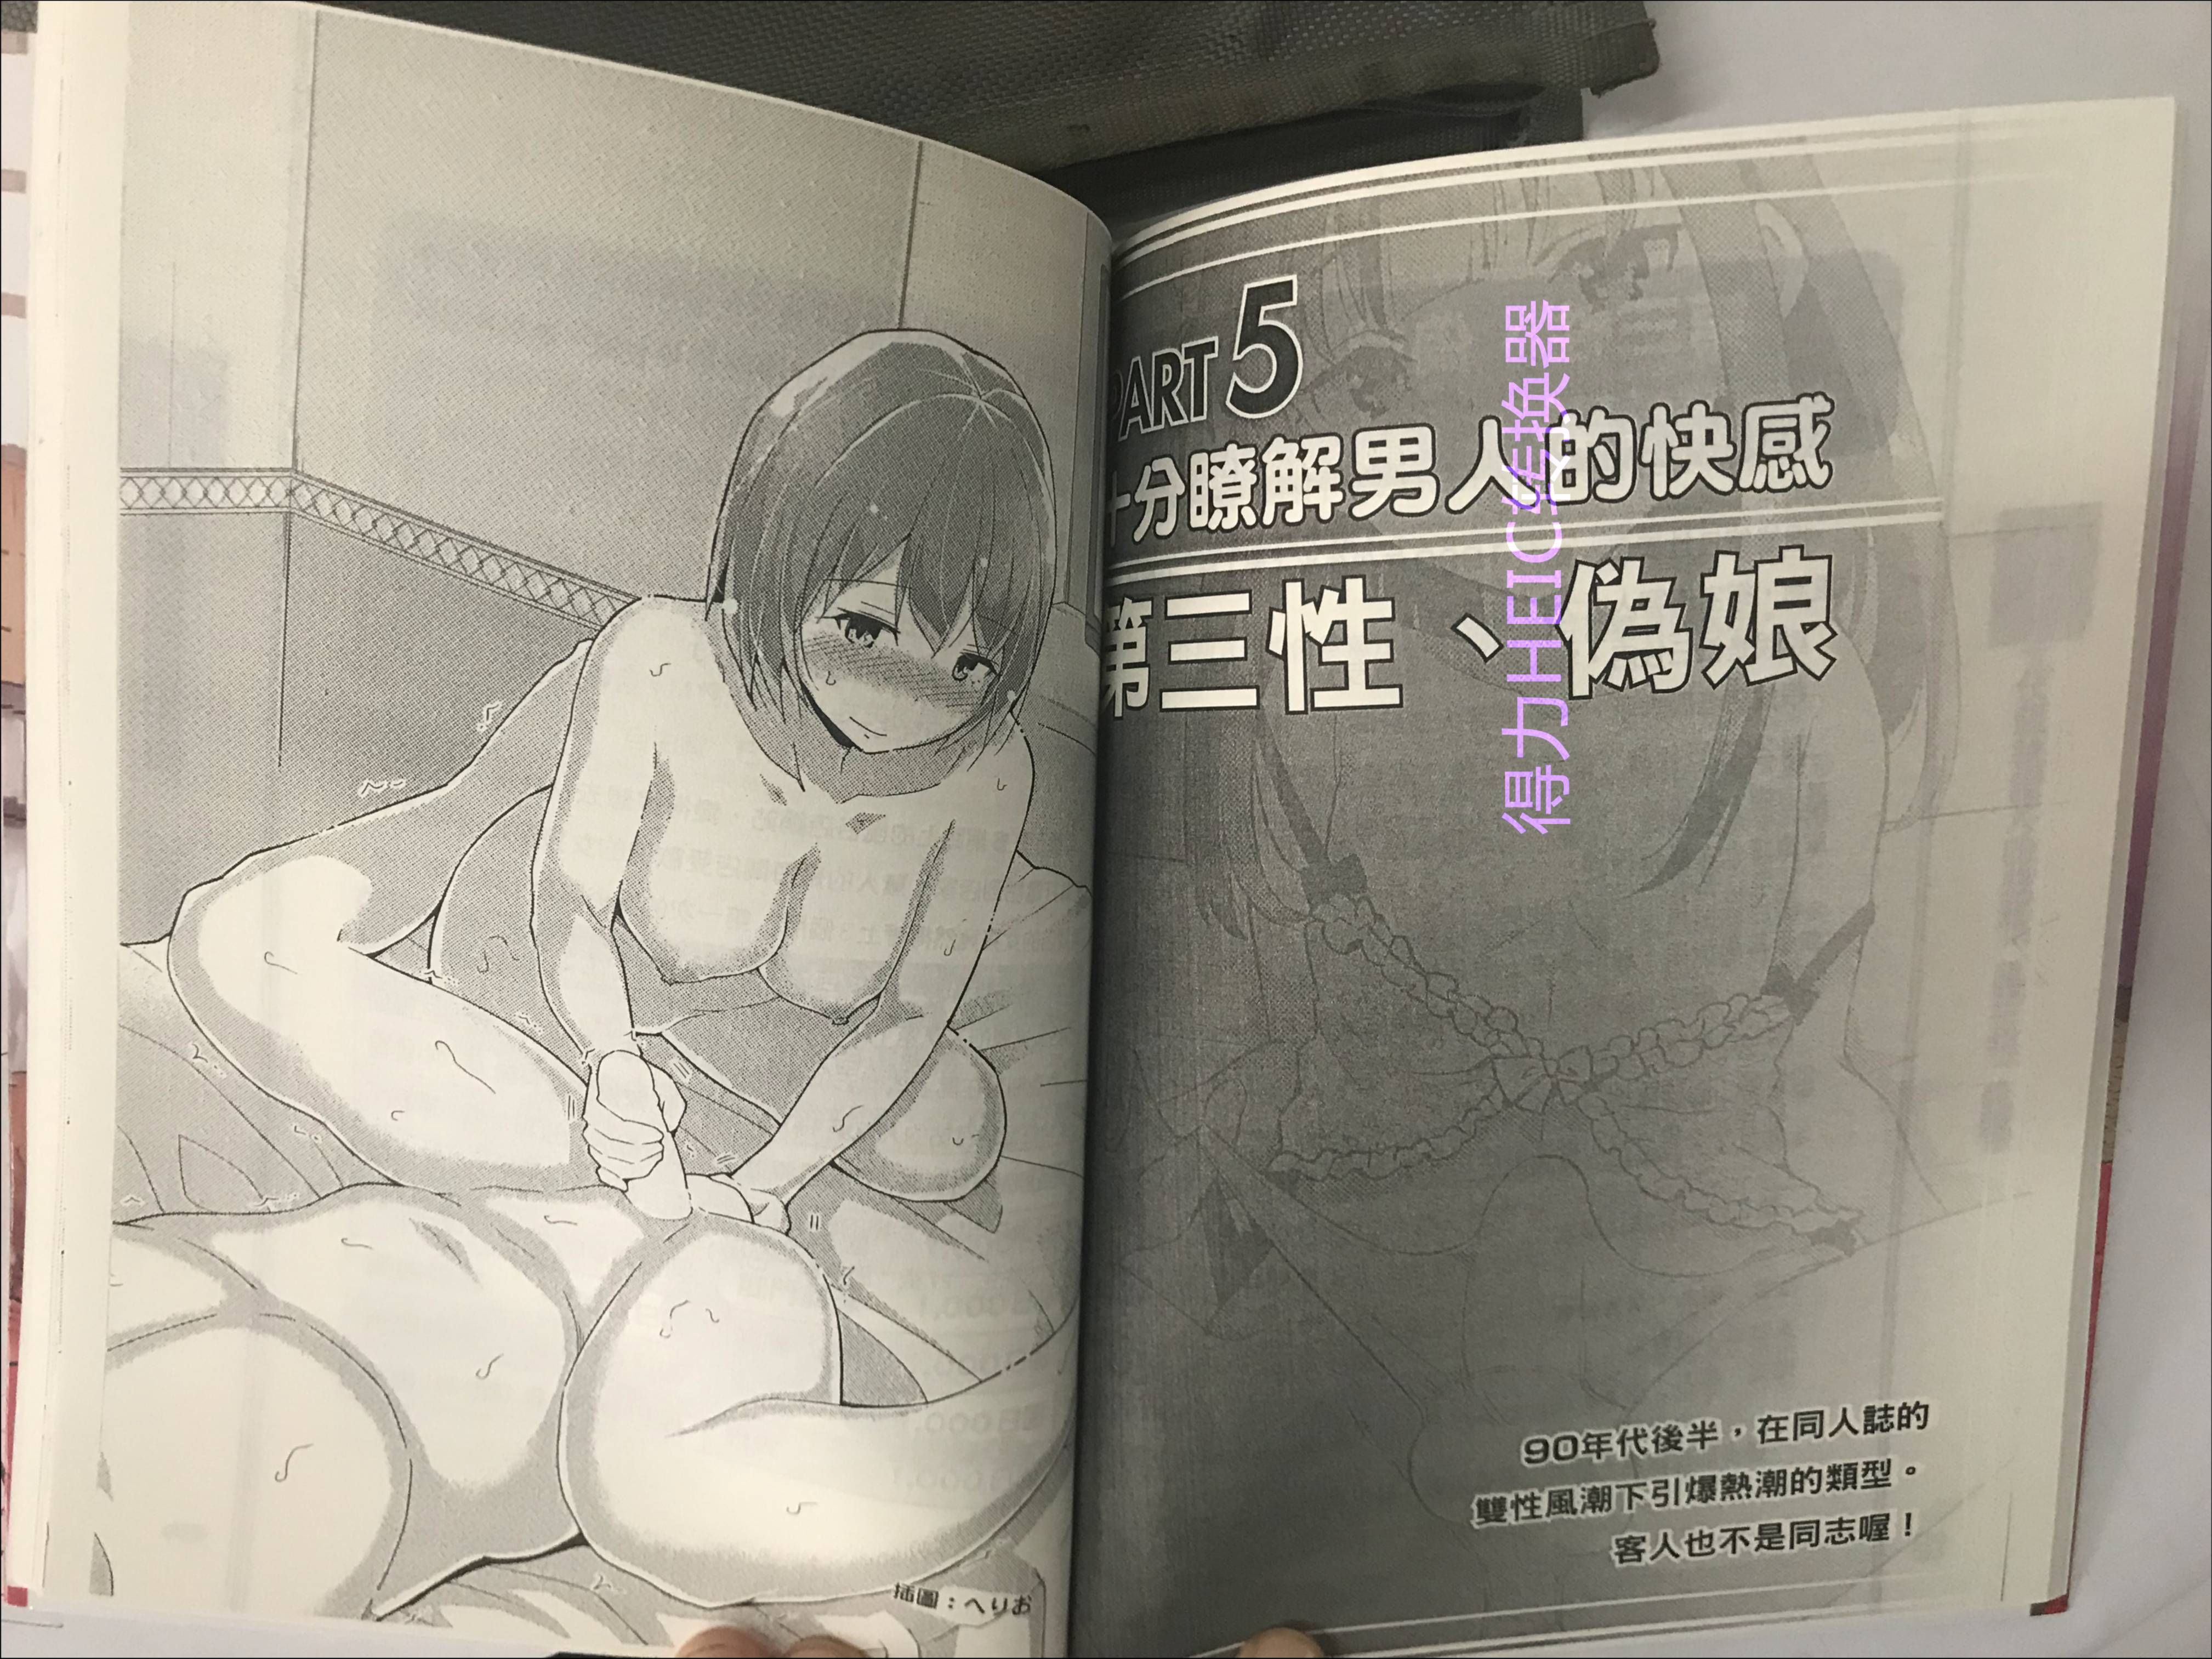 PART 5
十分瞭解男人的快感
第三性、偽娘
90年代後半，在同人誌的
雙性風潮下引爆熱潮的類型。
客人也不是同志喔！
插圖：へりお
得力HEIC转换器